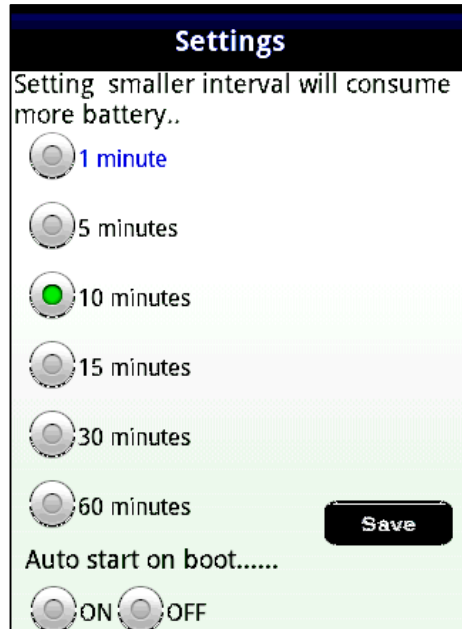 Settings
Setting smaller interval will consume
more battery..
1 minute
5 minutes
10 minutes
15 minutes
30 minutes
60 minutes
Save
Auto start on boot......
ON OFF